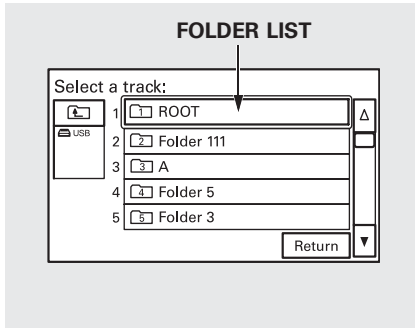 FOLDER LIST
Select a track:
1 1 ROOT
USB
2 2 Folder 111
3 3 A
4 4 Folder 5
5 5 Folder 3
Return